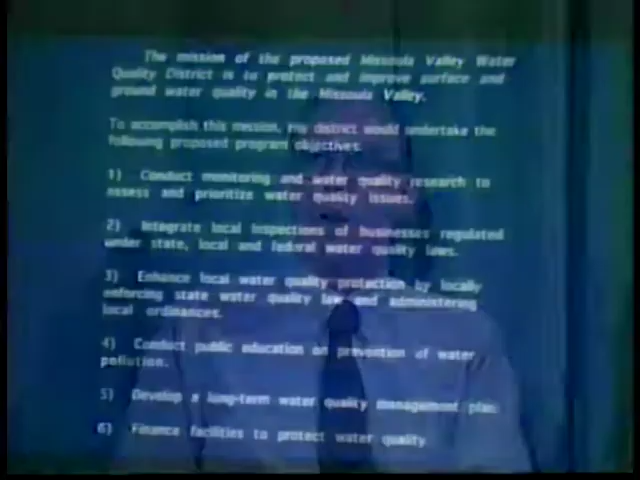 The mission of the proposed Missoula Valley Water
Quality District is to protect and improve surface and
ground water quality in the Missoula Valley.
To accomplish this mission, the district would undertake the
following proposed program objectives:
1) Conduct monitoring and water quality research to
assess and prioritize water quality issues.
2) Integrate local inspections of businesses regulated
under state, local and federal water quality laws.
3) Enhance local water quality protection by locally
enforcing state water quality law and administering
local ordinances.
4) Conduct public education on prevention of water
pollution.
5) Develop a long-term water quality management plan.
6) Finance facilities to protect water quality